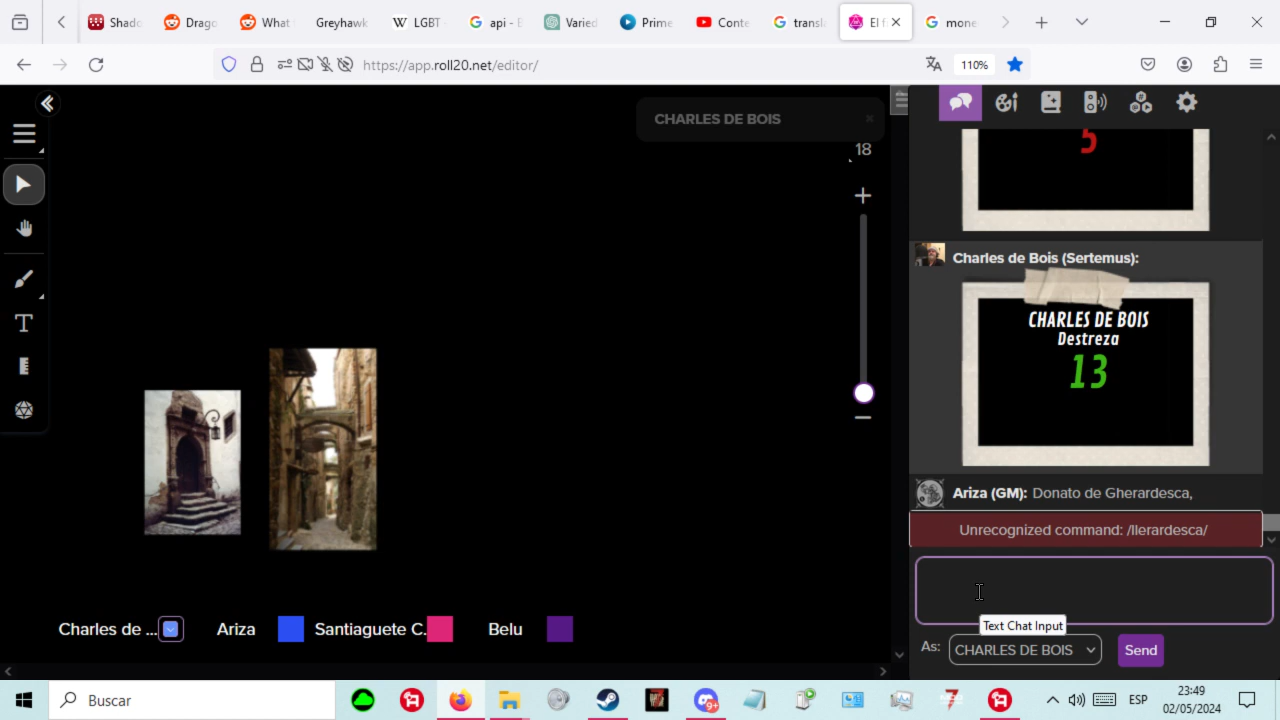 Shado
Drago
What
Greyhawk
LGBT
api - E
Varied
Prime
Conte
transl
El f
mone
https://app.roll20.net/editor/
110%
CHARLES DE BOIS
18
5
Charles de Bois (Sertemus):
CHARLES DE BOIS
Destreza
13
Ariza (GM): Donato de Gherardesca,
Unrecognized command: /llerardesca/
Text Chat Input
As: CHARLES DE BOIS Send
Charles de ... Ariza Santiaguete C. Belu
Buscar
9+
ESP
23:49
02/05/2024